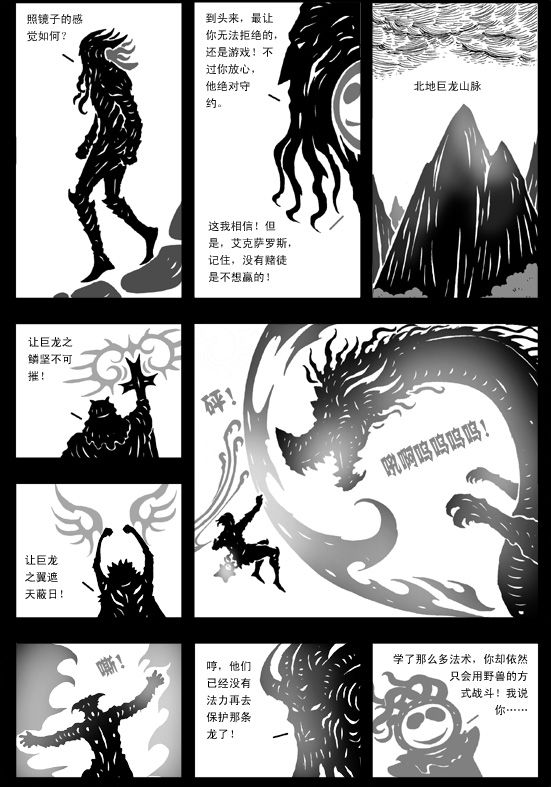 照镜子的感
觉如何？
到头来，最让
你无法拒绝的，
还是游戏！不
过你放心，
他绝对守
约。
这我相信！但
是，艾克萨罗斯，
记住，没有赌徒
是不想赢的！
北地巨龙山脉
让巨龙之
鳞坚不可
摧！
砰！
吼啊呜呜呜呜！
让巨龙
之翼遮
天蔽日！
嘶！
哼，他们
已经没有
法力再去
保护那条
龙了！
学了那么多法术，你却依然
只会用野兽的方
式战斗！我说
你……